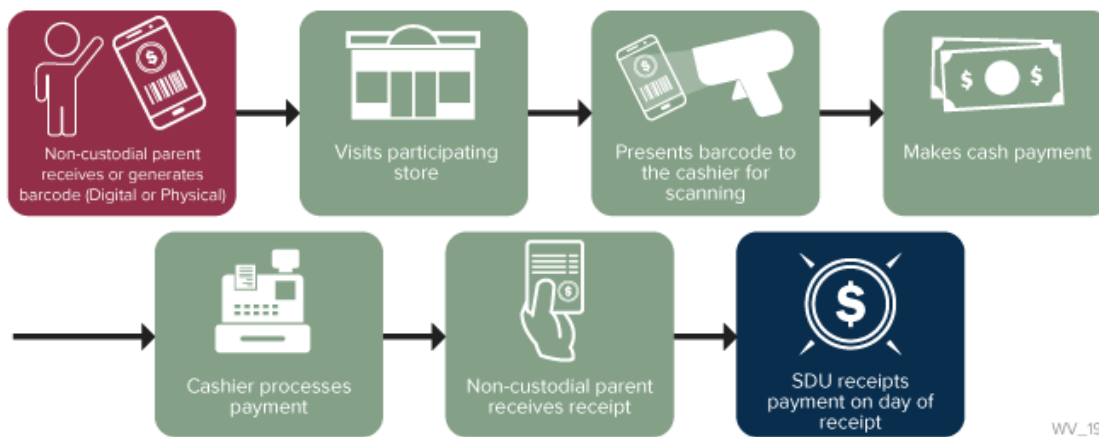 Non-custodial parent
receives or generates
barcode (Digital or Physical)
Visits participating
store
Presents barcode to
the cashier for
scanning
Makes cash payment
Cashier processes
payment
Non-custodial parent
receives receipt
SDU receipts
payment on day of
receipt
WV_19